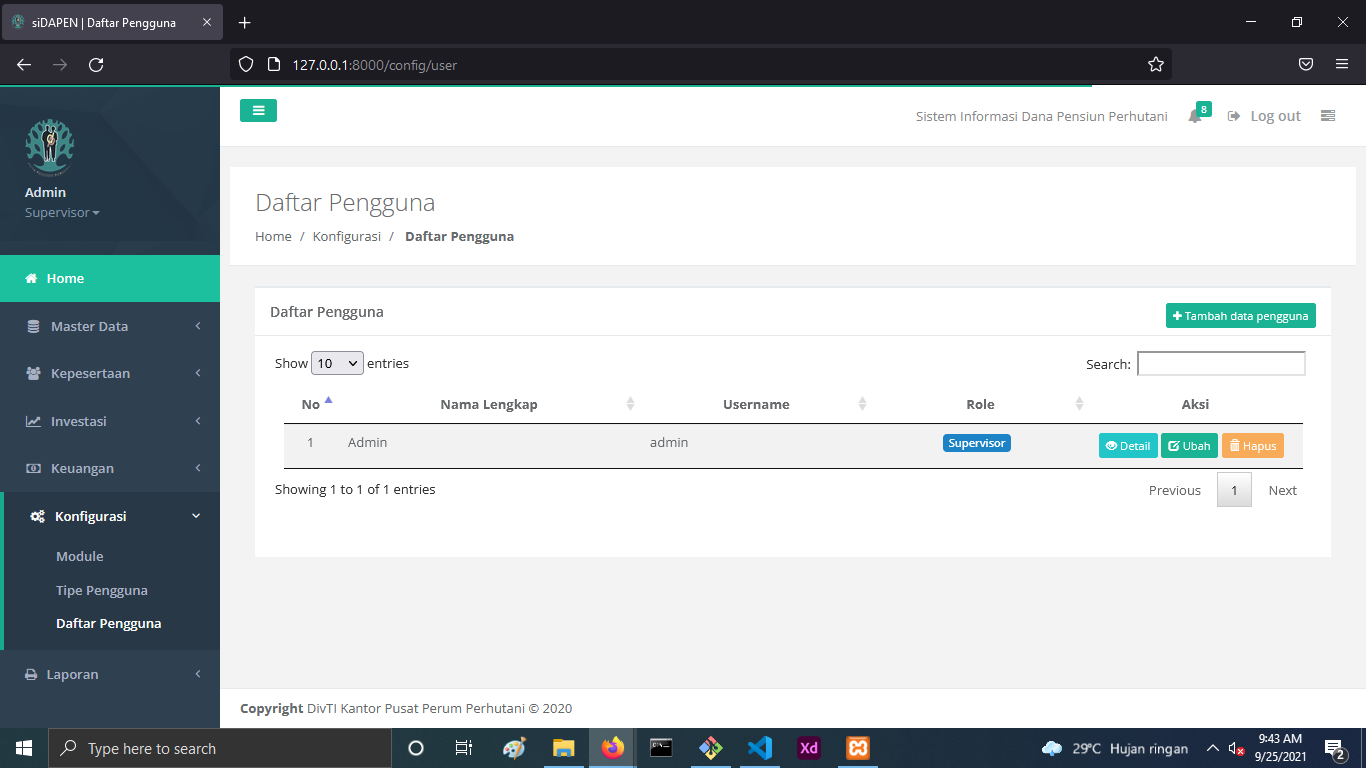 siDAPEN | Daftar Pengguna
127.0.0.1:8000/config/user
Admin
Supervisor
Home
Master Data
Kepesertaan
Investasi
Keuangan
Konfigurasi
Module
Tipe Pengguna
Daftar Pengguna
Laporan
Sistem Informasi Dana Pensiun Perhutani 8 Log out
Daftar Pengguna
Home / Konfigurasi / Daftar Pengguna
Daftar Pengguna Tambah data pengguna
Show 10 entries Search:
No Nama Lengkap Username Role Aksi
1 Admin admin Supervisor Detail Ubah Hapus
Showing 1 to 1 of 1 entries Previous 1 Next
Copyright DivTI Kantor Pusat Perum Perhutani © 2020
Type here to search Xd 29°C Hujan ringan 9:43 AM
9/25/2021 2